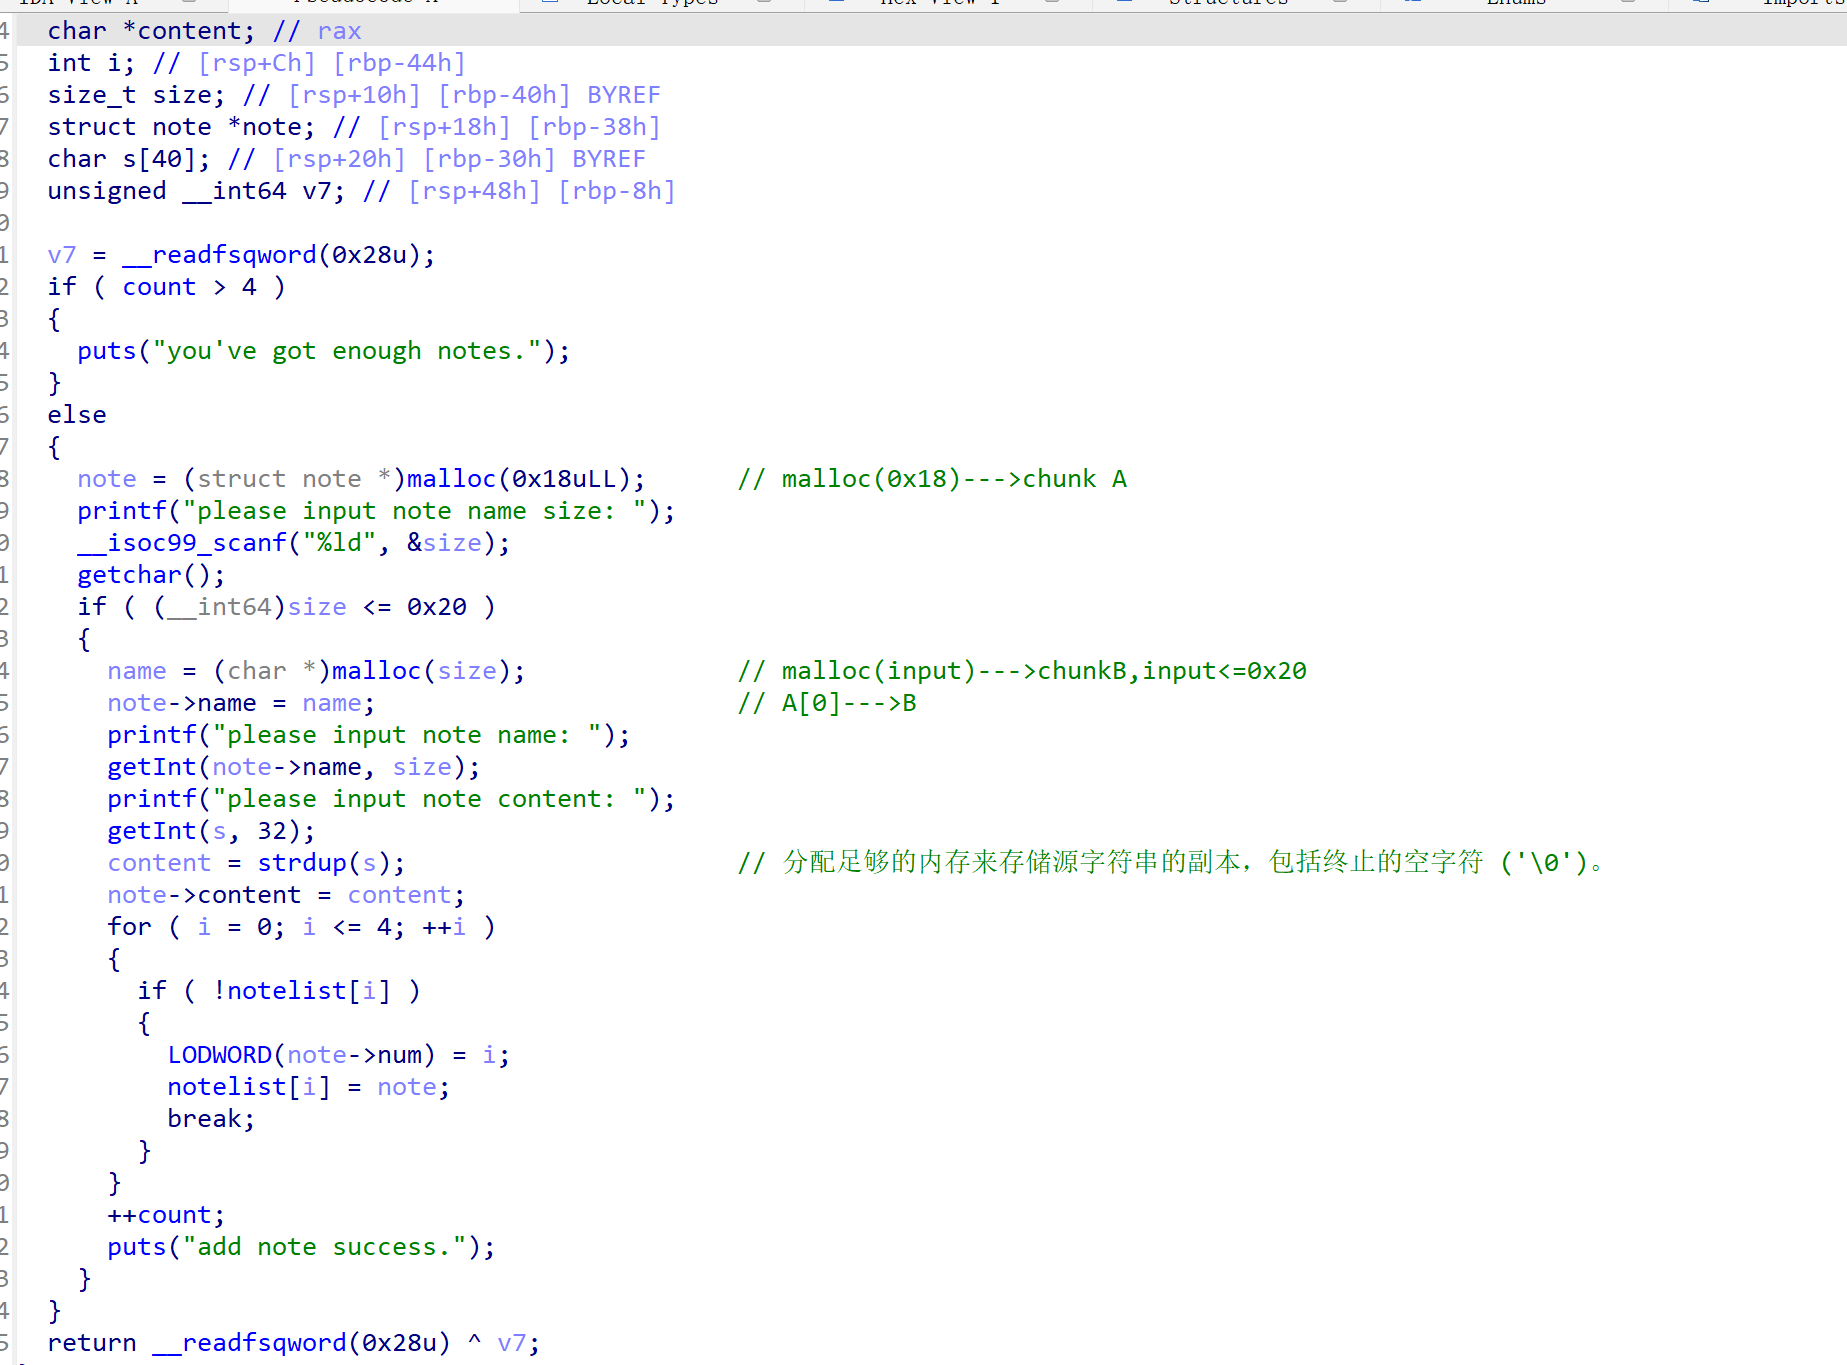 4 char *content; // rax
5 int i; // [rsp+Ch] [rbp-44h]
6 size_t size; // [rsp+10h] [rbp-40h] BYREF
7 struct note *note; // [rsp+18h] [rbp-38h]
8 char s[40]; // [rsp+20h] [rbp-30h] BYREF
9 unsigned __int64 v7; // [rsp+48h] [rbp-8h]
0
1 v7 = __readfsqword(0x28u);
2 if ( count > 4 )
3 {
4 puts("you've got enough notes.");
5 }
6 else
7 {
8 note = (struct note *)malloc(0x18uLL); // malloc(0x18)--->chunk A
9 printf("please input note name size: ");
0 __isoc99_scanf("%ld", &size);
1 getchar();
2 if ( (__int64)size <= 0x20 )
3 {
4 name = (char *)malloc(size); // malloc(input)--->chunkB,input<=0x20
5 note->name = name; // A[0]--->B
6 printf("please input note name: ");
7 getInt(note->name, size);
8 printf("please input note content: ");
9 getInt(s, 32);
0 content = strdup(s); // 分配足够的内存来存储源字符串的副本，包括终止的空字符 ('\0')。
1 note->content = content;
2 for ( i = 0; i <= 4; ++i )
3 {
4 if ( !notelist[i] )
5 {
6 LODWORD(note->num) = i;
7 notelist[i] = note;
8 break;
9 }
0 }
1 ++count;
2 puts("add note success.");
3 }
4 }
5 return __readfsqword(0x28u) ^ v7;